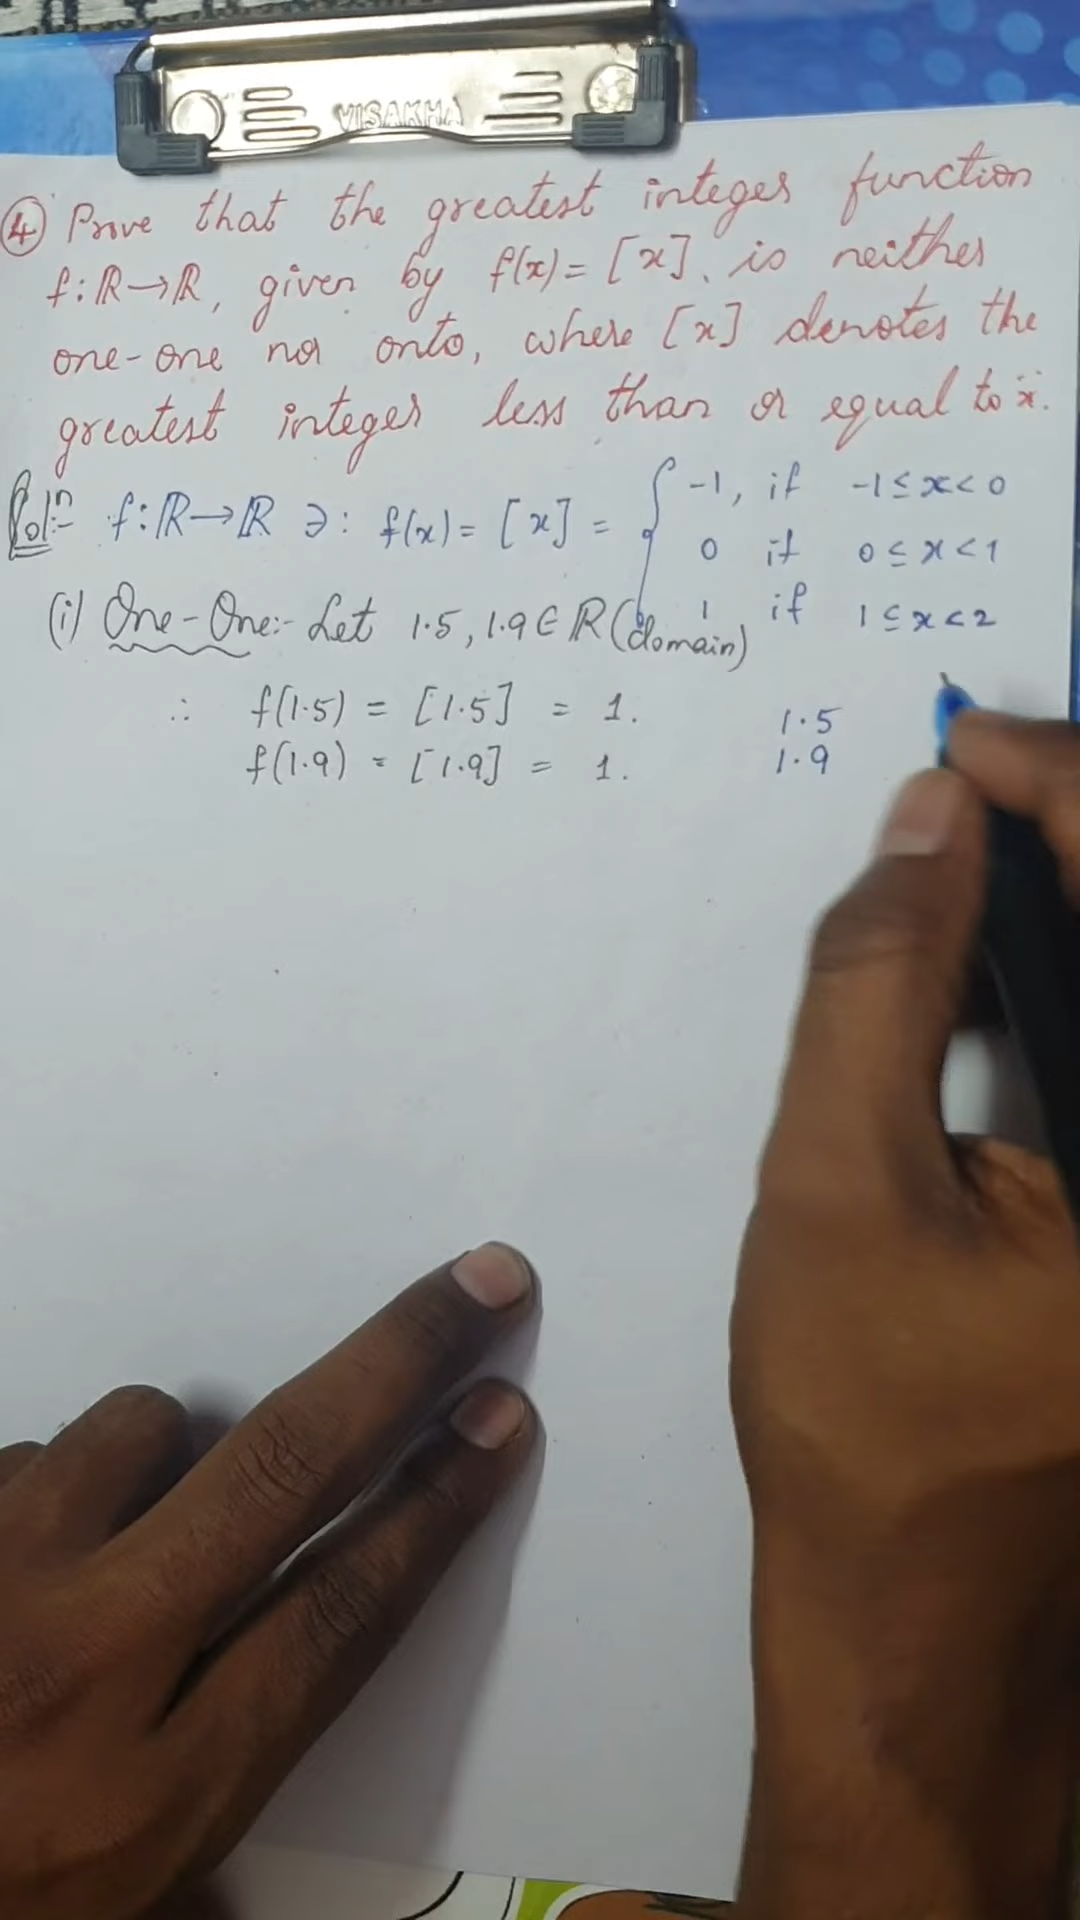 VISAKHA
④ Prove that the greatest integer function
f: ℝ→ℝ, given by f(x) = [x], is neither
one-one nor onto, where [x] denotes the
greatest integer less than or equal to 'x'.
Solⁿ:- f: ℝ→ℝ ∋: f(x) = [x] = { -1, if -1≤x<0
0 if 0≤x<1
1 if 1≤x<2
(i) One-One:- Let 1.5, 1.9 ∈ ℝ (domain)
∴ f(1.5) = [1.5] = 1. 1.5
f(1.9) = [1.9] = 1. 1.9